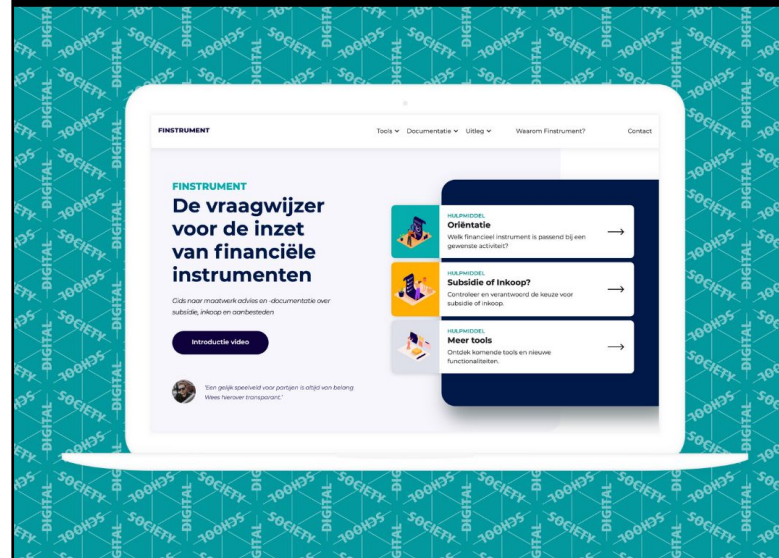 FINSTRUMENT
Tools Documentatie Uitleg Waarom Finstrument? Contact
FINSTRUMENT
De vraagwijzer
voor de inzet
van financiële
instrumenten
Gids naar maatwerk advies en -documentatie over
subsidie, inkoop en aanbesteden
Introductie video
'Een gelijk speelveld voor partijen is altijd van belang
Wees hierover transparant.'
HULPMIDDEL
Oriëntatie
Welk financieel instrument is passend bij een
gewenste activiteit?
HULPMIDDEL
Subsidie of Inkoop?
Controleer en verantwoord de keuze voor
subsidie of inkoop.
HULPMIDDEL
Meer tools
Ontdek komende tools en nieuwe
functionaliteiten.
DIGITAL
SOCIETY
SCHOOL